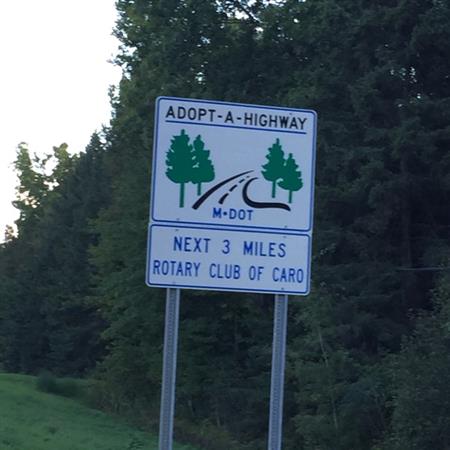 ADOPT-A-HIGHWAY
M•DOT
NEXT 3 MILES
ROTARY CLUB OF CARO